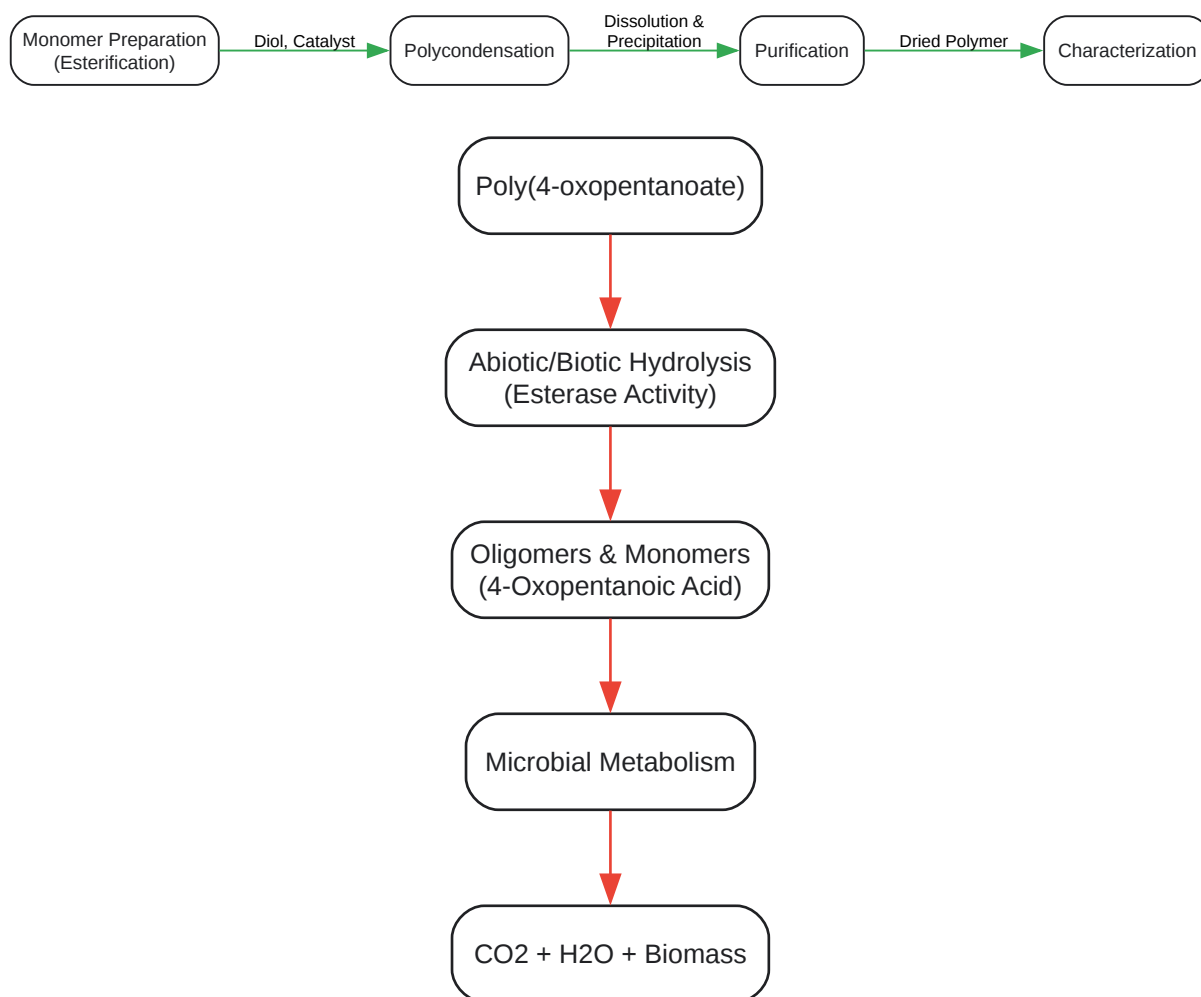 Monomer Preparation
(Esterification)
Diol, Catalyst
Polycondensation
Dissolution &
Precipitation
Purification
Dried Polymer
Characterization
Poly(4-oxopentanoate)
Abiotic/Biotic Hydrolysis
(Esterase Activity)
Oligomers & Monomers
(4-Oxopentanoic Acid)
Microbial Metabolism
CO2 + H2O + Biomass